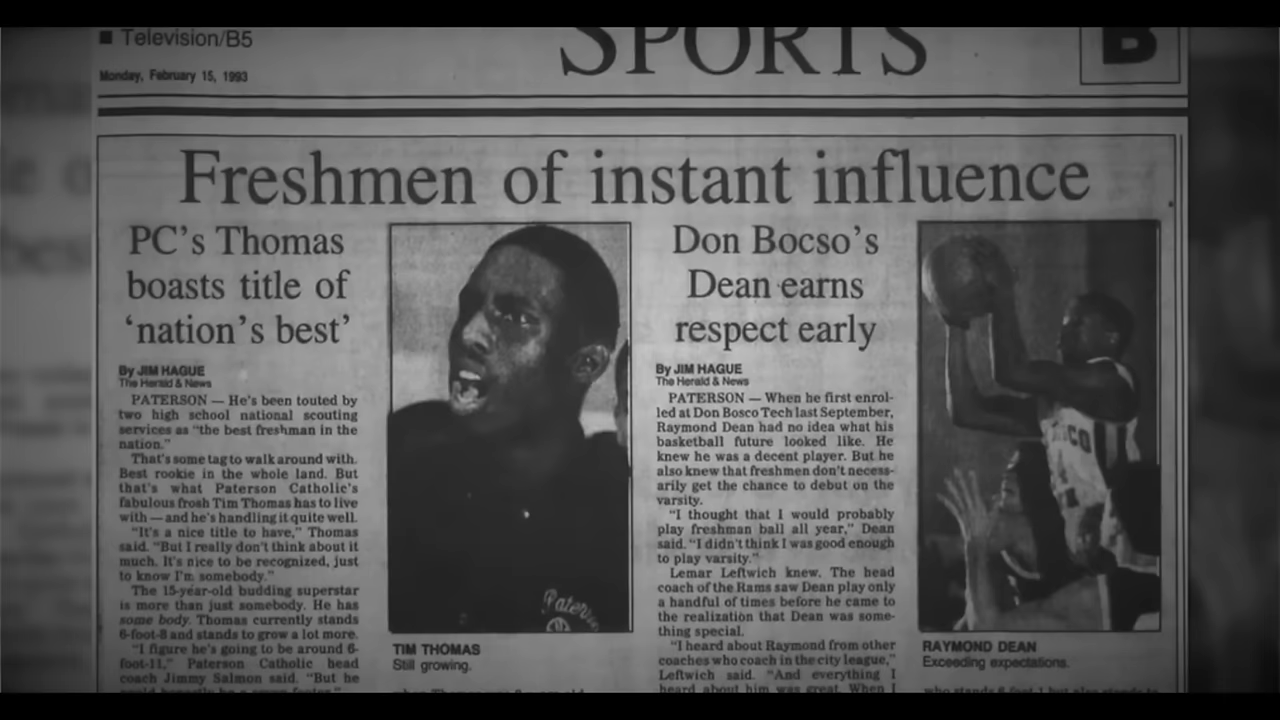 ■ Television/B5
SPORTS
B
Monday, February 15, 1993
Freshmen of instant influence
PC's Thomas
boasts title of
'nation's best'
By JIM HAGUE
The Herald & News
PATERSON — He's been touted by
two high school national scouting
services as "the best freshman in the
nation."
That's some tag to walk around with.
Best rookie in the whole land. But
that's what Paterson Catholic's
fabulous frosh Tim Thomas has to live
with — and he's handling it quite well.
"It's a nice title to have," Thomas
said. "But I really don't think about it
much. It's nice to be recognized, just
to know I'm somebody."
The 15-year-old budding superstar
is more than just somebody. He has
some body. Thomas currently stands
6-foot-8 and stands to grow a lot more.
"I figure he's going to be around 6-
foot-11," Paterson Catholic head
coach Jimmy Salmon said. "But he
TIM THOMAS
Still growing.
Don Bocso's
Dean earns
respect early
By JIM HAGUE
The Herald & News
PATERSON — When he first enrol-
led at Don Bosco Tech last September,
Raymond Dean had no idea what his
basketball future looked like. He
knew he was a decent player. But he
also knew that freshmen don't necess-
arily get the chance to debut on the
varsity.
"I thought that I would probably
play freshman ball all year," Dean
said. "I didn't think I was good enough
to play varsity."
Lemar Leftwich knew. The head
coach of the Rams saw Dean play only
a handful of times before he came to
the realization that Dean was some-
thing special.
"I heard about Raymond from other
coaches who coach in the city league,"
Leftwich said. "And everything I
heard about him was great. When I
RAYMOND DEAN
Exceeding expectations.